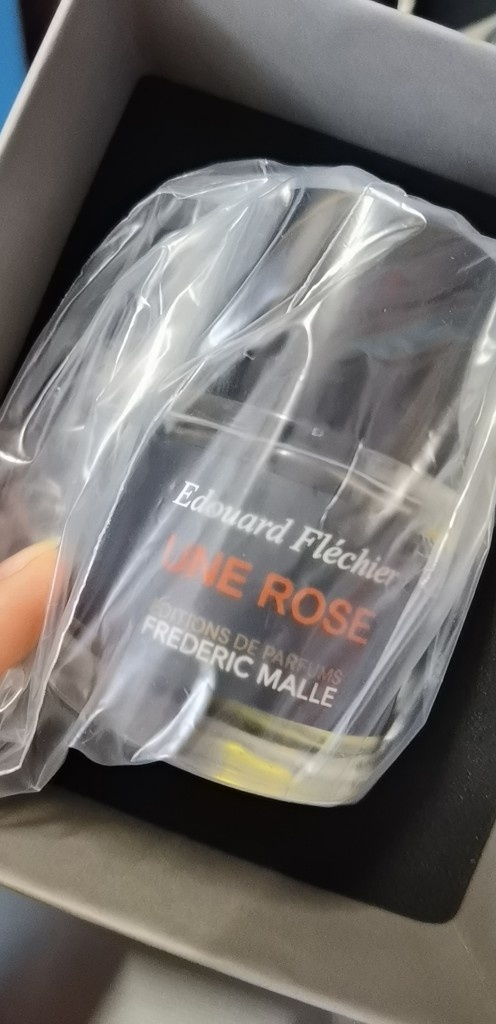 Edouard Fléchier
UNE ROSE
EDITIONS DE PARFUMS
FREDERIC MALLE